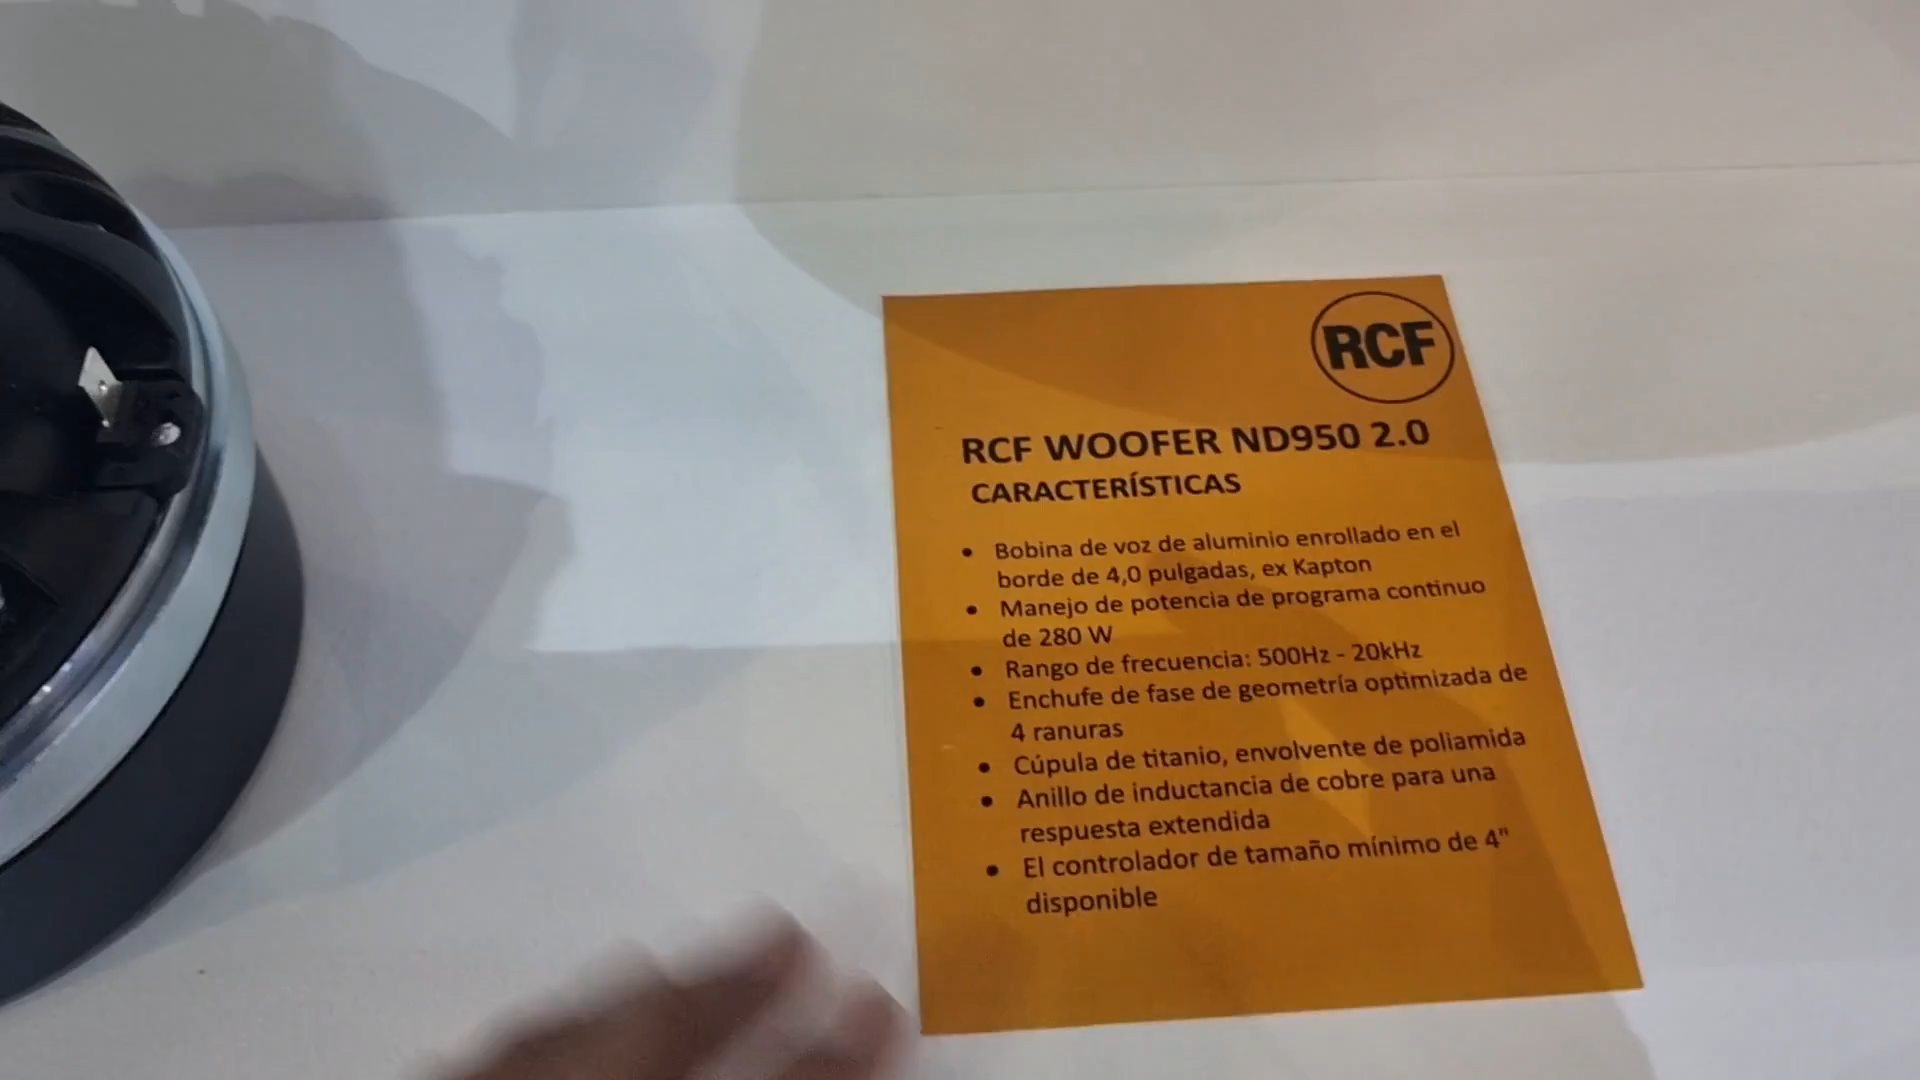 RCF
RCF WOOFER ND950 2.0
CARACTERÍSTICAS
• Bobina de voz de aluminio enrollado en el
borde de 4,0 pulgadas, ex Kapton
• Manejo de potencia de programa continuo
de 280 W
• Rango de frecuencia: 500Hz - 20kHz
• Enchufe de fase de geometría optimizada de
4 ranuras
• Cúpula de titanio, envolvente de poliamida
• Anillo de inductancia de cobre para una
respuesta extendida
• El controlador de tamaño mínimo de 4"
disponible